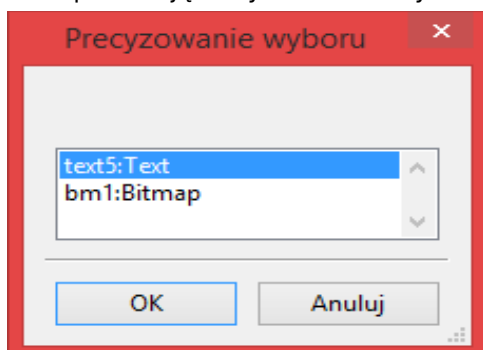 Precyzowanie wyboru
text5:Text
bm1:Bitmap
OK
Anuluj